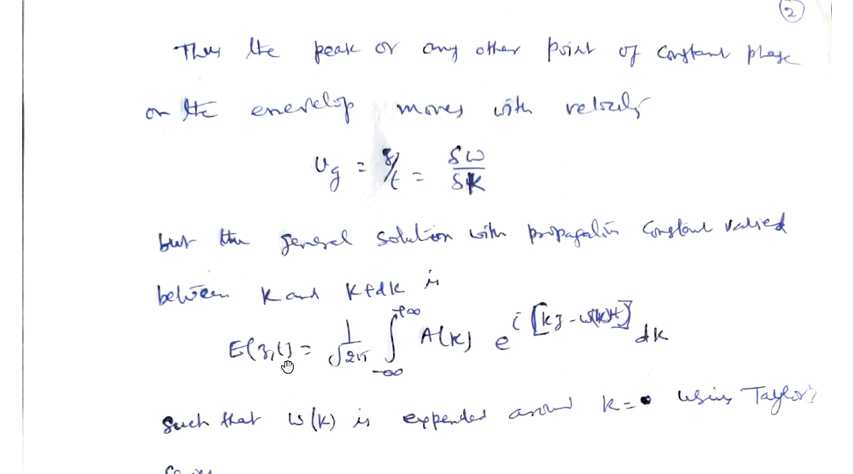 2
Thus the peak or any other point of constant phase
on the envelop moves with velocity
υg = z/t = δω/δk
but the general solution with propagation constant varied
between k and k+dk is
E(z,t) = 1/√2π ∫_{-∞}^{+∞} A(k) e^{i[kz-ω(k)t]} dk
such that ω(k) is expended around k= using Taylor